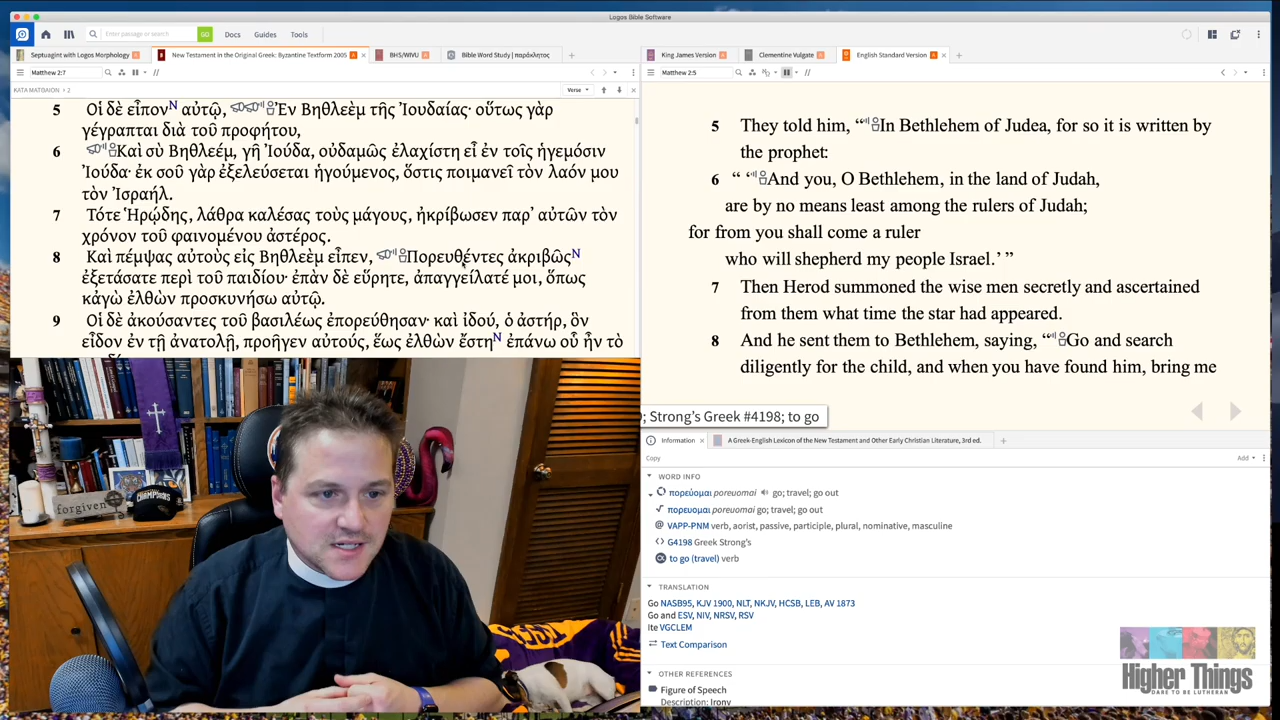 Logos Bible Software
Enter passage or search
GO
Docs
Guides
Tools
Septuagint with Logos Morphology
New Testament in the Original Greek: Byzantine Textform 2005
BHS/WIVU
Bible Word Study | παράκλητος
Matthew 2:7
ΚΑΤΑ ΜΑΤΘΑΙΟΝ > 2
Verse
5 Οἱ δὲ εἶπονN αὐτῷ, Ἐν Βηθλεὲμ τῆς Ἰουδαίας· οὕτως γὰρ
γέγραπται διὰ τοῦ προφήτου,
6 Καὶ σὺ Βηθλεέμ, γῆ Ἰούδα, οὐδαμῶς ἐλαχίστη εἶ ἐν τοῖς ἡγεμόσιν
Ἰούδα· ἐκ σοῦ γὰρ ἐξελεύσεται ἡγούμενος, ὅστις ποιμανεῖ τὸν λαόν μου
τὸν Ἰσραήλ.
7 Τότε Ἡρῴδης, λάθρα καλέσας τοὺς μάγους, ἠκρίβωσεν παρ’ αὐτῶν τὸν
χρόνον τοῦ φαινομένου ἀστέρος.
8 Καὶ πέμψας αὐτοὺς εἰς Βηθλεὲμ εἶπεν, Πορευθέντες ἀκριβῶςN
ἐξετάσατε περὶ τοῦ παιδίου· ἐπὰν δὲ εὕρητε, ἀπαγγείλατέ μοι, ὅπως
κἀγὼ ἐλθὼν προσκυνήσω αὐτῷ.
9 Οἱ δὲ ἀκούσαντες τοῦ βασιλέως ἐπορεύθησαν· καὶ ἰδού, ὁ ἀστήρ, ὃν
εἶδον ἐν τῇ ἀνατολῇ, προῆγεν αὐτούς, ἕως ἐλθὼν ἔστηN ἐπάνω οὗ ἦν τὸ
CHAMPIONS
forgiven
King James Version
Clementine Vulgate
English Standard Version
Matthew 2:5
5 They told him, “In Bethlehem of Judea, for so it is written by
the prophet:
6 “ ‘And you, O Bethlehem, in the land of Judah,
are by no means least among the rulers of Judah;
for from you shall come a ruler
who will shepherd my people Israel.’ ”
7 Then Herod summoned the wise men secretly and ascertained
from them what time the star had appeared.
8 And he sent them to Bethlehem, saying, “Go and search
diligently for the child, and when you have found him, bring me
; Strong’s Greek #4198; to go
Information
A Greek-English Lexicon of the New Testament and Other Early Christian Literature, 3rd ed.
Copy
Add
WORD INFO
πορεύομαι poreuomai go; travel; go out
πορεύομαι poreuomai go; travel; go out
@ VAPP-PNM verb, aorist, passive, participle, plural, nominative, masculine
<> G4198 Greek Strong’s
to go (travel) verb
TRANSLATION
Go NASB95, KJV 1900, NLT, NKJV, HCSB, LEB, AV 1873
Go and ESV, NIV, NRSV, RSV
Ite VGCLEM
Text Comparison
OTHER REFERENCES
Figure of Speech
Description: Irony
Higher Things
DARE TO BE LUTHERAN